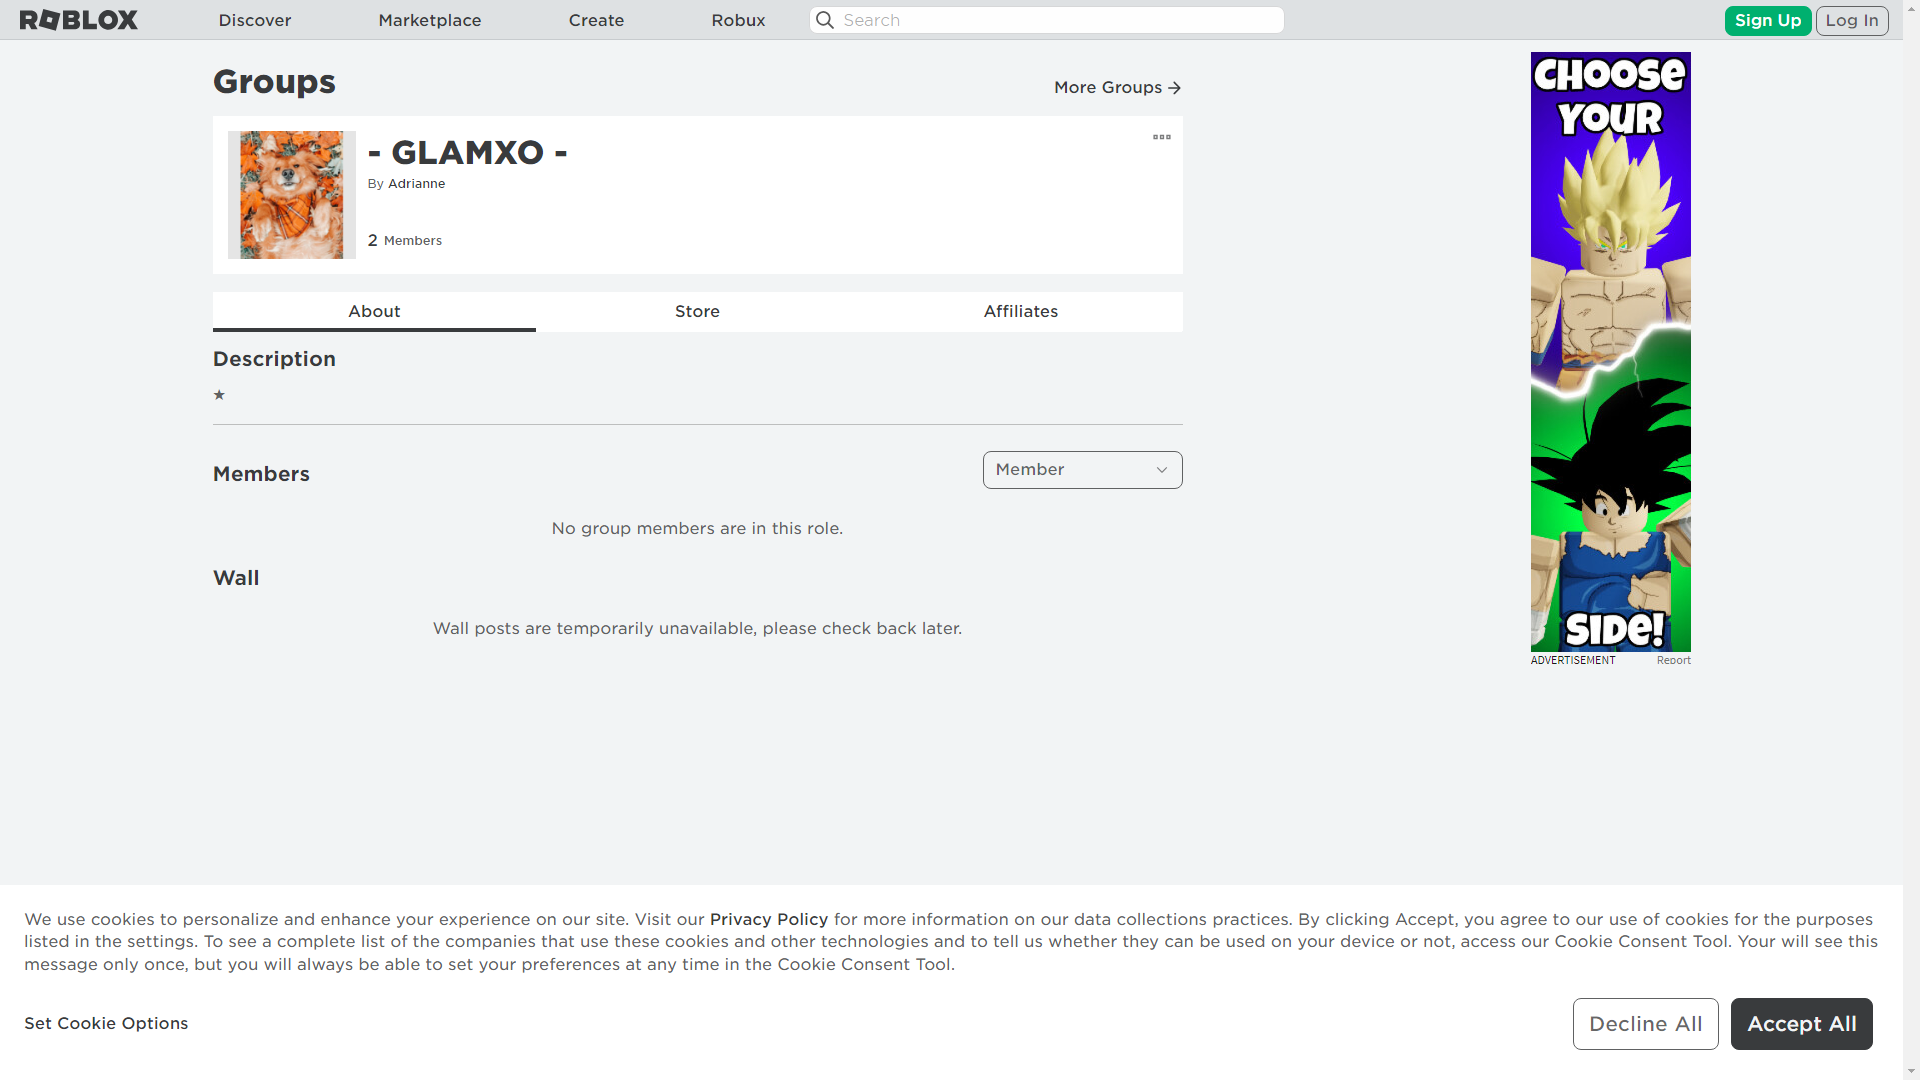 ROBLOX Discover Marketplace Create Robux Search Sign Up Log In
Groups
More Groups
- GLAMXO -
By Adrianne
2 Members
About Store Affiliates
Description
★
Members
Member
No group members are in this role.
Wall
Wall posts are temporarily unavailable, please check back later.
CHOOSE
YOUR
SIDE!
ADVERTISEMENT Report
We use cookies to personalize and enhance your experience on our site. Visit our Privacy Policy for more information on our data collections practices. By clicking Accept, you agree to our use of cookies for the purposes
listed in the settings. To see a complete list of the companies that use these cookies and other technologies and to tell us whether they can be used on your device or not, access our Cookie Consent Tool. Your will see this
message only once, but you will always be able to set your preferences at any time in the Cookie Consent Tool.
Set Cookie Options
Decline All
Accept All